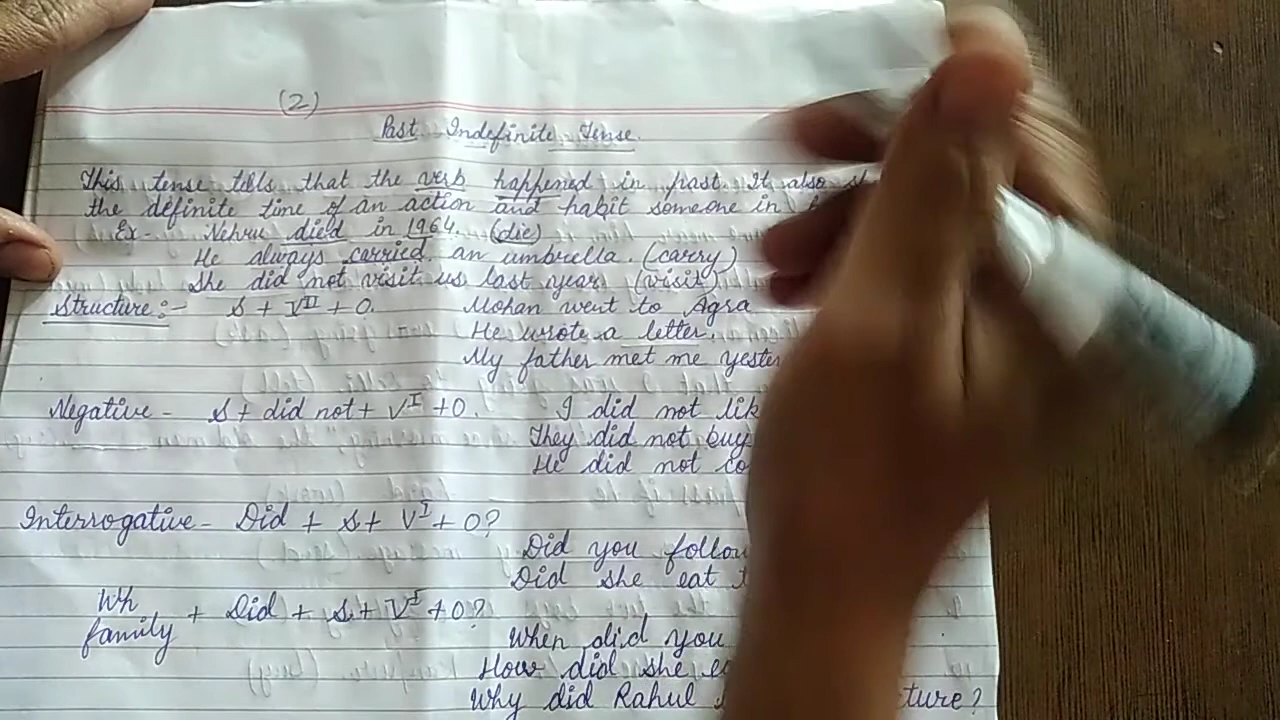 (2)
Past Indefinite Tense
This tense tells that the verb happened in past. It also
the definite time of an action and habit someone in
Ex- Nehru died in 1964. (die)
He always carried an umbrella. (carry)
She did not visit us last year (visit)
Structure :- S + V II + O. Mohan went to Agra
He wrote a letter.
My father met me
Negative - S + did not + V I + O. I did not
They did not buy
He did not
Interrogative - Did + S + V I + O?
Did you
Did she eat
Wh family + Did + S + V I + O?
When did you
How did she
Why did Rahul